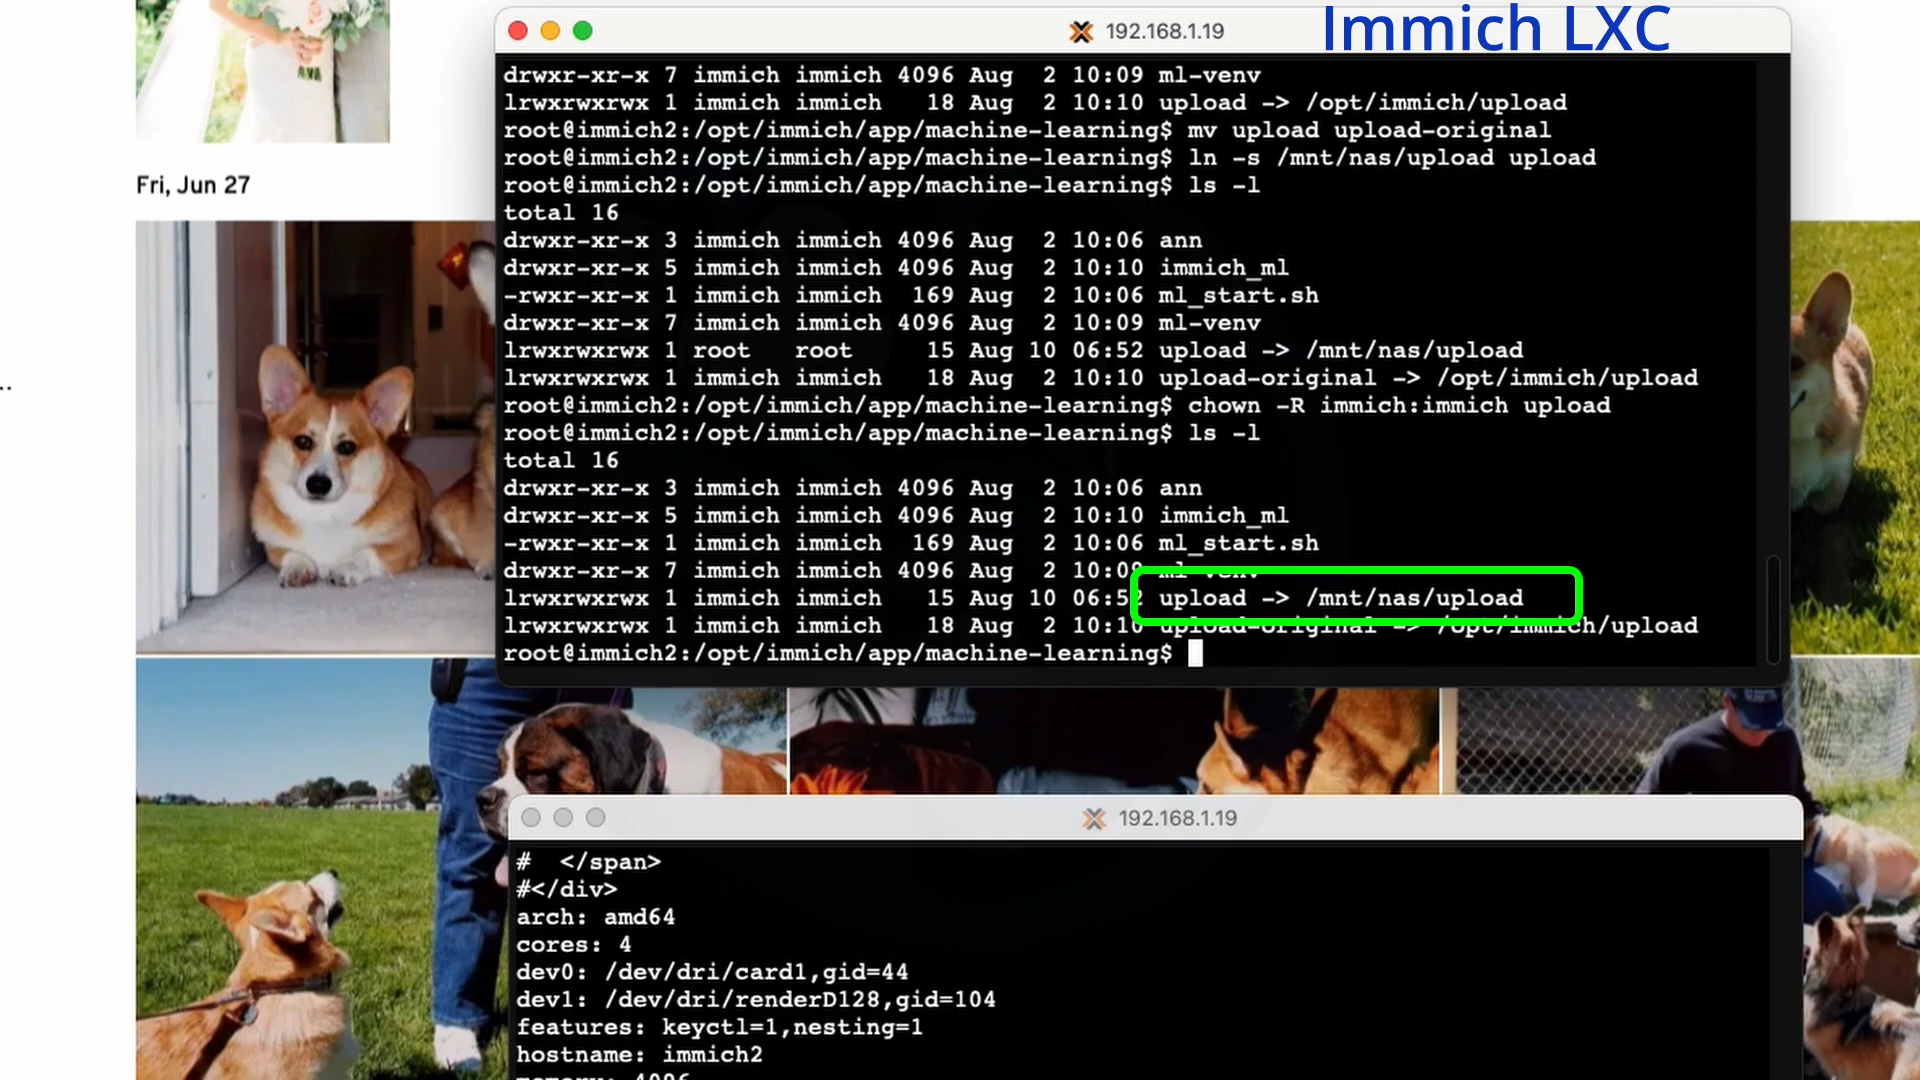 192.168.1.19
Immich LXC
drwxr-xr-x 7 immich immich 4096 Aug  2 10:09 ml-venv
lrwxrwxrwx 1 immich immich   18 Aug  2 10:10 upload -> /opt/immich/upload
root@immich2:/opt/immich/app/machine-learning$ mv upload upload-original
root@immich2:/opt/immich/app/machine-learning$ ln -s /mnt/nas/upload upload
root@immich2:/opt/immich/app/machine-learning$ ls -l
total 16
drwxr-xr-x 3 immich immich 4096 Aug  2 10:06 ann
drwxr-xr-x 5 immich immich 4096 Aug  2 10:10 immich_ml
-rwxr-xr-x 1 immich immich  169 Aug  2 10:06 ml_start.sh
drwxr-xr-x 7 immich immich 4096 Aug  2 10:09 ml-venv
lrwxrwxrwx 1 root   root     15 Aug 10 06:52 upload -> /mnt/nas/upload
lrwxrwxrwx 1 immich immich   18 Aug  2 10:10 upload-original -> /opt/immich/upload
root@immich2:/opt/immich/app/machine-learning$ chown -R immich:immich upload
root@immich2:/opt/immich/app/machine-learning$ ls -l
total 16
drwxr-xr-x 3 immich immich 4096 Aug  2 10:06 ann
drwxr-xr-x 5 immich immich 4096 Aug  2 10:10 immich_ml
-rwxr-xr-x 1 immich immich  169 Aug  2 10:06 ml_start.sh
drwxr-xr-x 7 immich immich 4096 Aug  2 10:09 ml-venv
lrwxrwxrwx 1 immich immich   15 Aug 10 06:52 upload -> /mnt/nas/upload
lrwxrwxrwx 1 immich immich   18 Aug  2 10:10 upload-original -> /opt/immich/upload
root@immich2:/opt/immich/app/machine-learning$
Fri, Jun 27
..
192.168.1.19
#  </span>
#</div>
arch: amd64
cores: 4
dev0: /dev/dri/card1,gid=44
dev1: /dev/dri/renderD128,gid=104
features: keyctl=1,nesting=1
hostname: immich2
memory: 4096